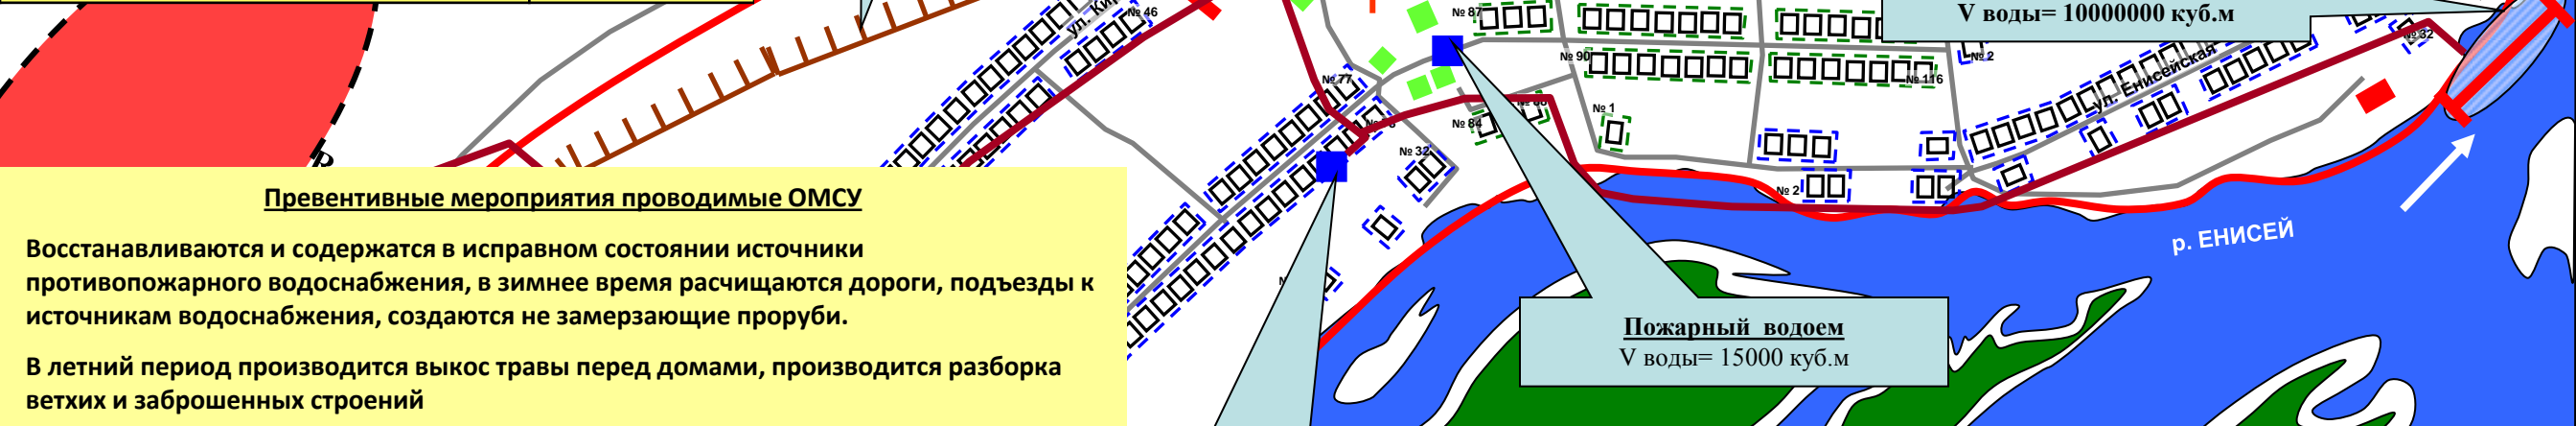 V воды= 10000000 куб.м
№ 46
№ 87
№ 32
№ 90
№ 2
№ 77
№ 116
ул. Енисейская
№ 1
№ 84
№ 32
№ 2
р. ЕНИСЕЙ
Превентивные мероприятия проводимые ОМСУ
Восстанавливаются и содержатся в исправном состоянии источники
противопожарного водоснабжения, в зимнее время расчищаются дороги, подъезды к
источникам водоснабжения, создаются не замерзающие проруби.
В летний период производится выкос травы перед домами, производится разборка
ветхих и заброшенных строений
Пожарный водоем
V воды= 15000 куб.м